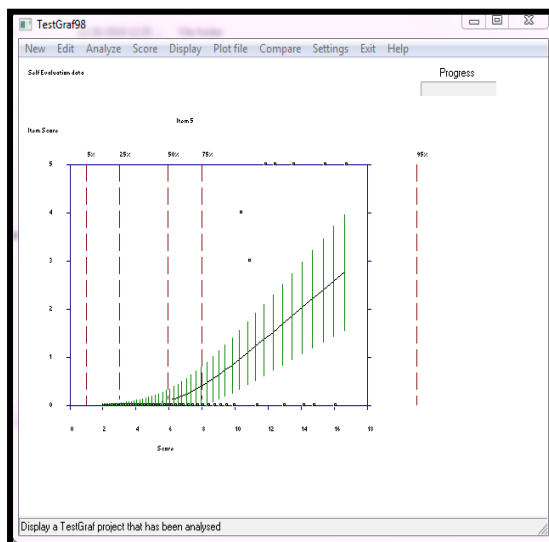 TestGraf98
New Edit Analyze Score Display Plot file Compare Settings Exit Help
Self Evaluation data
Progress
Item 5
Item Score
5% 25% 50% 75% 95%
5
4
3
2
1
0
0 2 4 6 8 10 12 14 16 18
Score
Display a TestGraf project that has been analysed